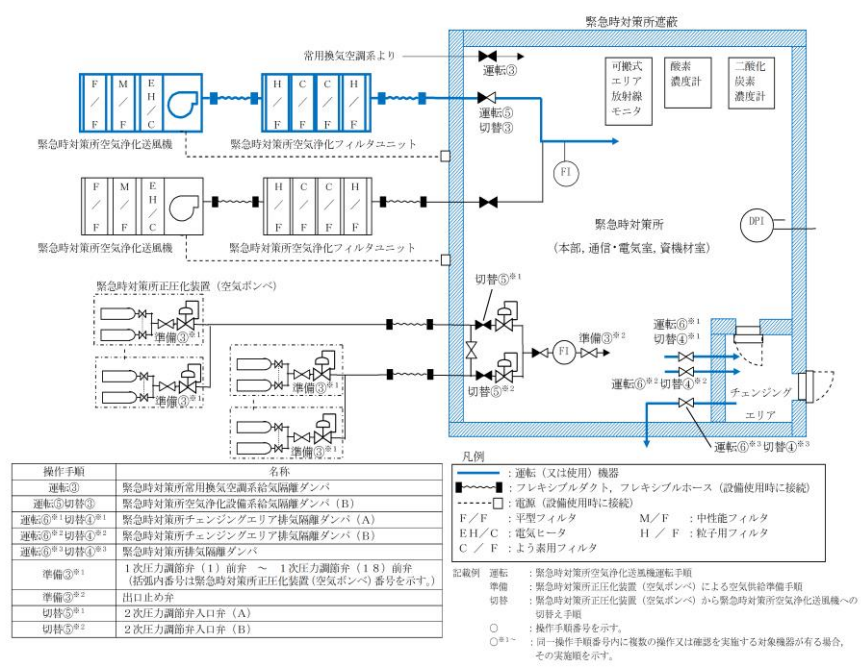 緊急時対策所遮蔽
常用換気空調系より
運転③
可搬式
エリア
放射線
モニタ
酸素
濃度計
二酸化
炭素
濃度計
F/F
M/F
EH/C
H/F
C/F
C/F
H/F
運転⑤
切替③
緊急時対策所空気浄化送風機
緊急時対策所空気浄化フィルタユニット
FI
F/F
M/F
EH/C
H/F
C/F
C/F
H/F
緊急時対策所空気浄化送風機
緊急時対策所空気浄化フィルタユニット
緊急時対策所
(本部,通信・電気室,資機材室)
DPI
緊急時対策所正圧化装置(空気ボンベ)
切替⑤※1
準備③※1
準備③※1
準備③※1
準備③※1
FI
準備③※2
切替⑤※2
運転⑥※1
切替④※1
運転⑥※2切替④※2
チェンジング
エリア
運転⑥※3切替④※3
操作手順 名称
運転③ 緊急時対策所常用換気空調系給気隔離ダンパ
運転⑤切替③ 緊急時対策所空気浄化設備系給気隔離ダンパ(B)
運転⑥※1切替④※1 緊急時対策所チェンジングエリア排気隔離ダンパ(A)
運転⑥※2切替④※2 緊急時対策所チェンジングエリア排気隔離ダンパ(B)
運転⑥※3切替④※3 緊急時対策所排気隔離ダンパ
準備③※1 1次圧力調節弁(1)前弁 ~ 1次圧力調節弁(18)前弁
(括弧内番号は緊急時対策所正圧化装置(空気ボンベ)番号を示す。)
準備③※2 出口止め弁
切替⑤※1 2次圧力調節弁入口弁(A)
切替⑤※2 2次圧力調節弁入口弁(B)
凡例
:運転(又は使用)機器
:フレキシブルダクト,フレキシブルホース(設備使用時に接続)
:電源(設備使用時に接続)
F/F :平型フィルタ M/F :中性能フィルタ
EH/C :電気ヒータ H/F :粒子用フィルタ
C/F :よう素用フィルタ
記載例 運転 :緊急時対策所空気浄化送風機運転手順
準備 :緊急時対策所正圧化装置(空気ボンベ)による空気供給準備手順
切替 :緊急時対策所正圧化装置(空気ボンベ)から緊急時対策所空気浄化送風機への
切替え手順
○ :操作手順番号を示す。
○※1~ :同一操作手順番号内に複数の操作又は確認を実施する対象機器が有る場合,
その実施順を示す。